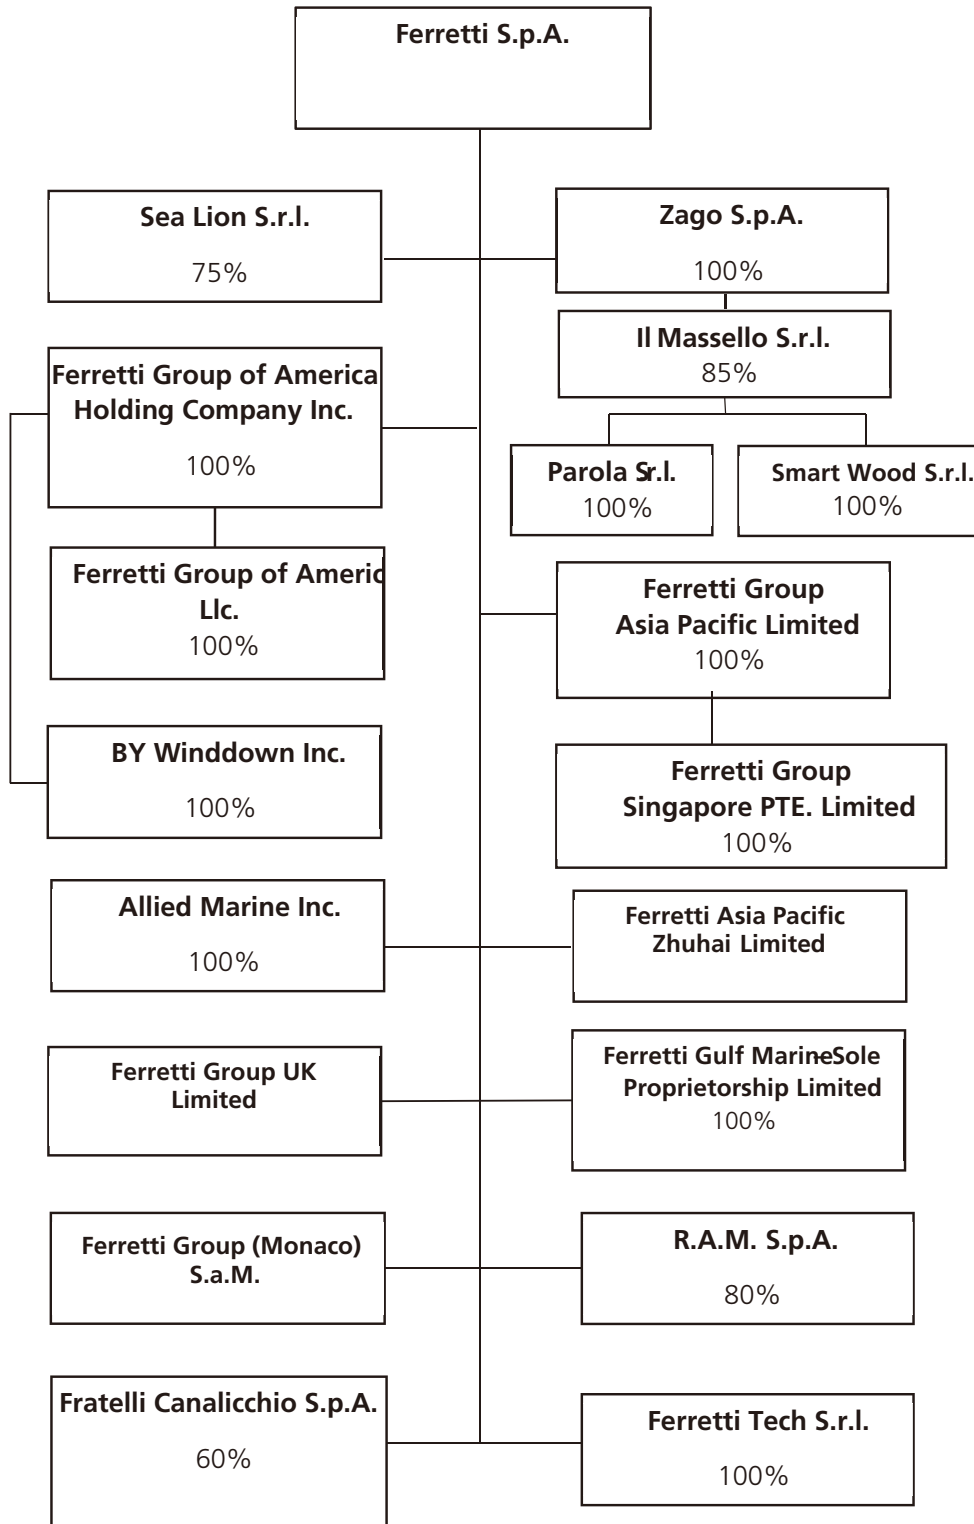 Ferretti S.p.A.
Sea Lion S.r.l.
75%
Zago S.p.A.
100%
Il Massello S.r.l.
85%
Ferretti Group of America
Holding Company Inc.
100%
Parola S.r.l.
100%
Smart Wood S.r.l.
100%
Ferretti Group of Americ
Llc.
100%
Ferretti Group
Asia Pacific Limited
100%
BY Winddown Inc.
100%
Ferretti Group
Singapore PTE. Limited
100%
Allied Marine Inc.
100%
Ferretti Asia Pacific
Zhuhai Limited
Ferretti Group UK
Limited
Ferretti Gulf Marine-Sole
Proprietorship Limited
100%
Ferretti Group (Monaco)
S.a.M.
R.A.M. S.p.A.
80%
Fratelli Canalicchio S.p.A.
60%
Ferretti Tech S.r.l.
100%